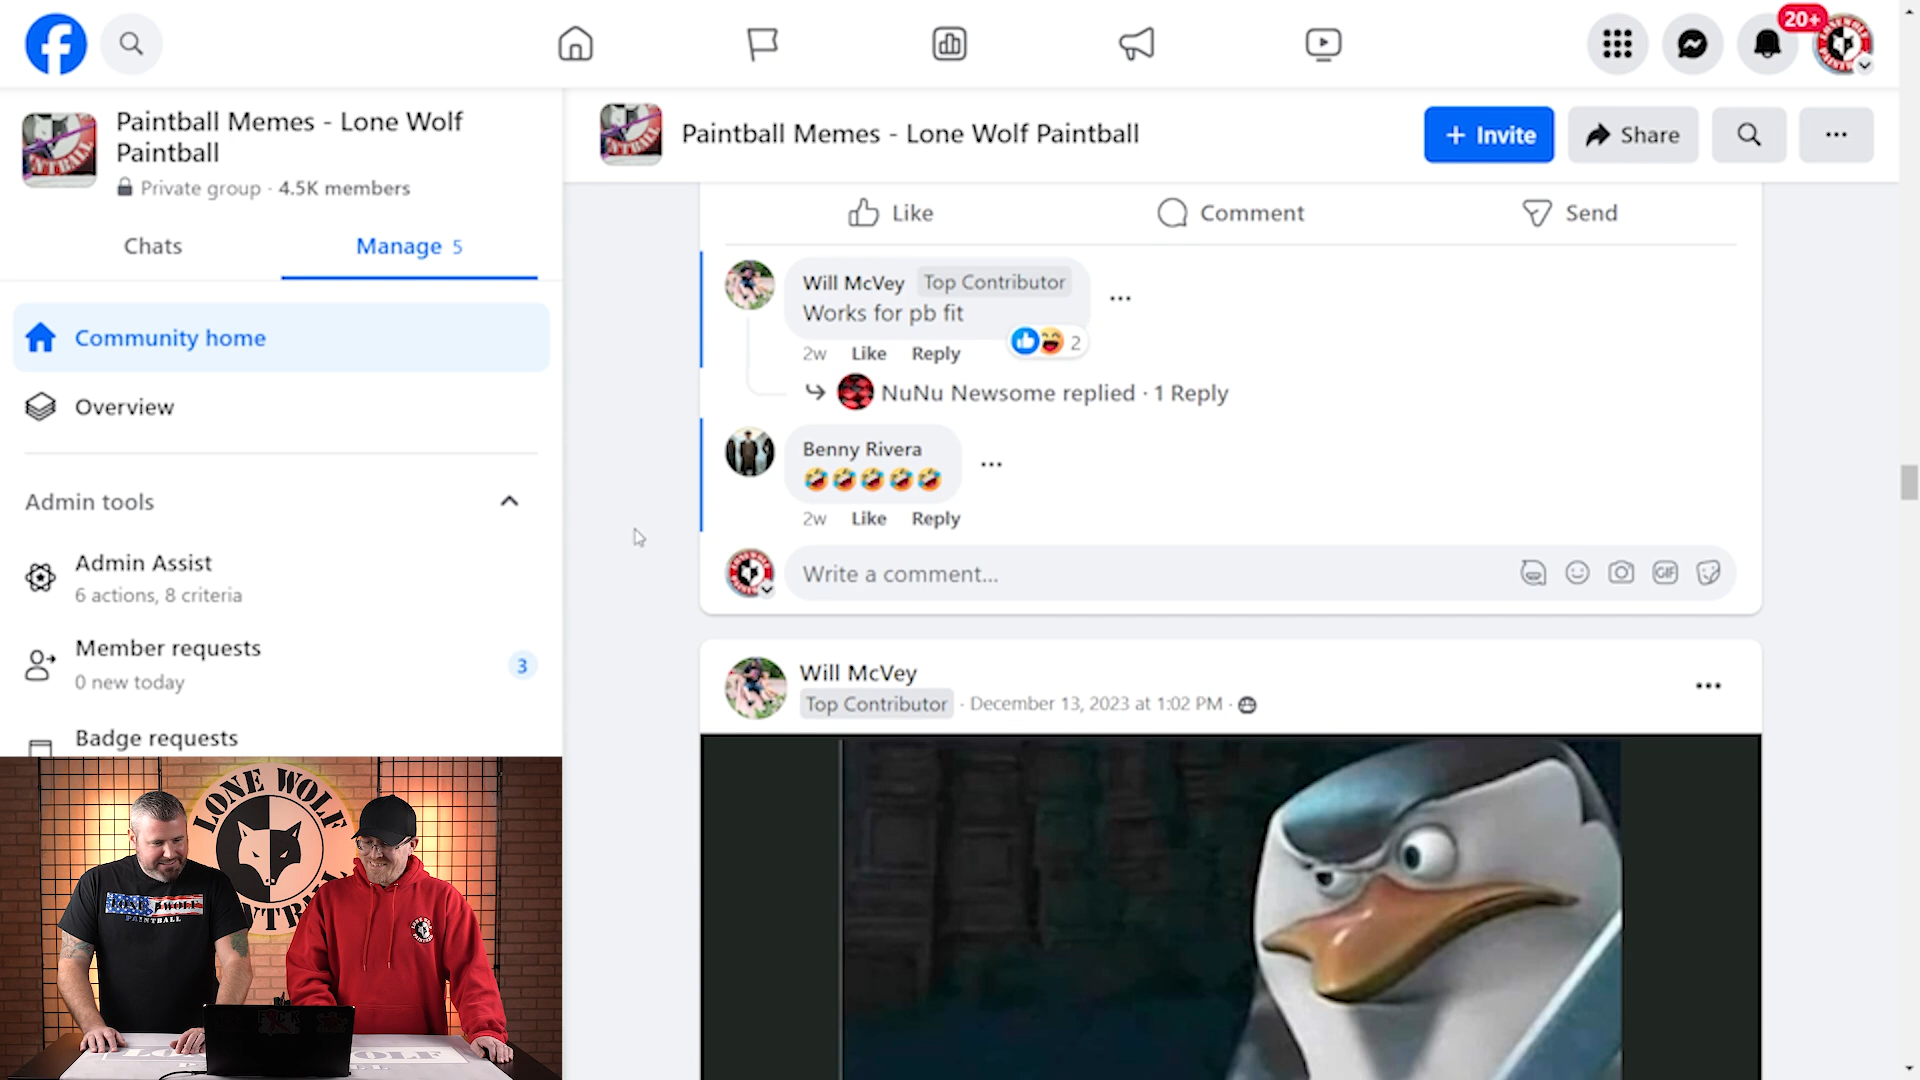 20+
Paintball Memes - Lone Wolf
Paintball
Private group · 4.5K members
Chats
Manage 5
Community home
Overview
Admin tools
Admin Assist
6 actions, 8 criteria
Member requests
0 new today
3
Badge requests
Paintball Memes - Lone Wolf Paintball
+ Invite
Share
Like
Comment
Send
Will McVey Top Contributor
Works for pb fit
2
2w Like Reply
NuNu Newsome replied · 1 Reply
Benny Rivera
2w Like Reply
Write a comment...
GIF
Will McVey
Top Contributor · December 13, 2023 at 1:02 PM ·
LONE WOLF
LONE WOLF
PAINTBALL